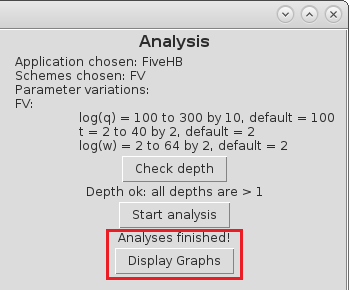 Analysis
Application chosen: FiveHB
Schemes chosen: FV
Parameter variations:
FV:
log(q) = 100 to 300 by 10, default = 100
t = 2 to 40 by 2, default = 2
log(w) = 2 to 64 by 2, default = 2
Check depth
Depth ok: all depths are > 1
Start analysis
Analyses finished!
Display Graphs